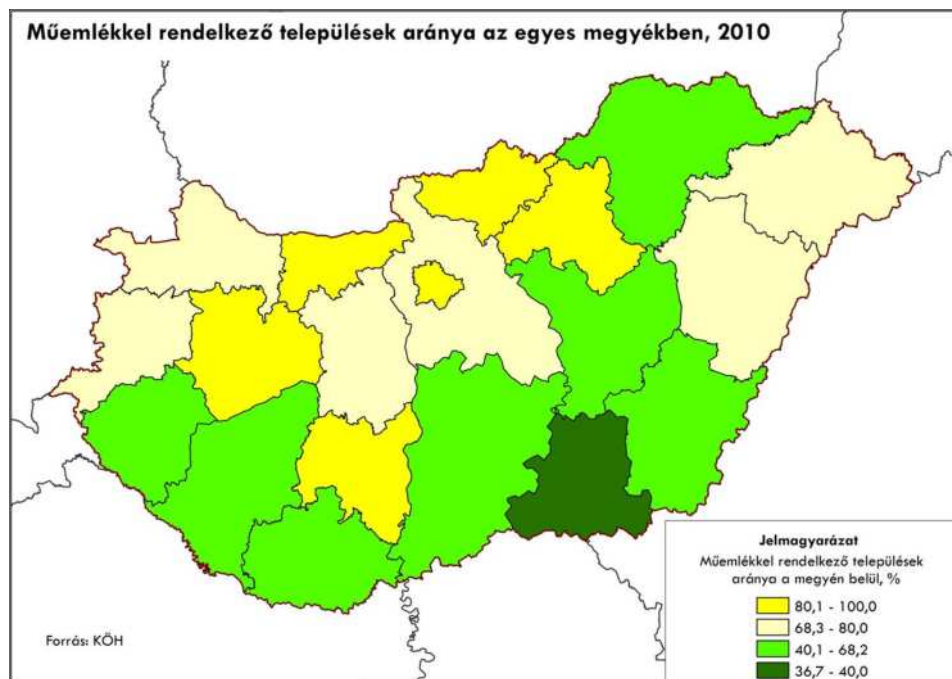 Műemlékkel rendelkező települések aránya az egyes megyékben, 2010
Jelmagyarázat
Műemlékkel rendelkező települések
aránya a megyén belül, %
80,1 - 100,0
68,3 - 80,0
40,1 - 68,2
36,7 - 40,0
Forrás: KÖH